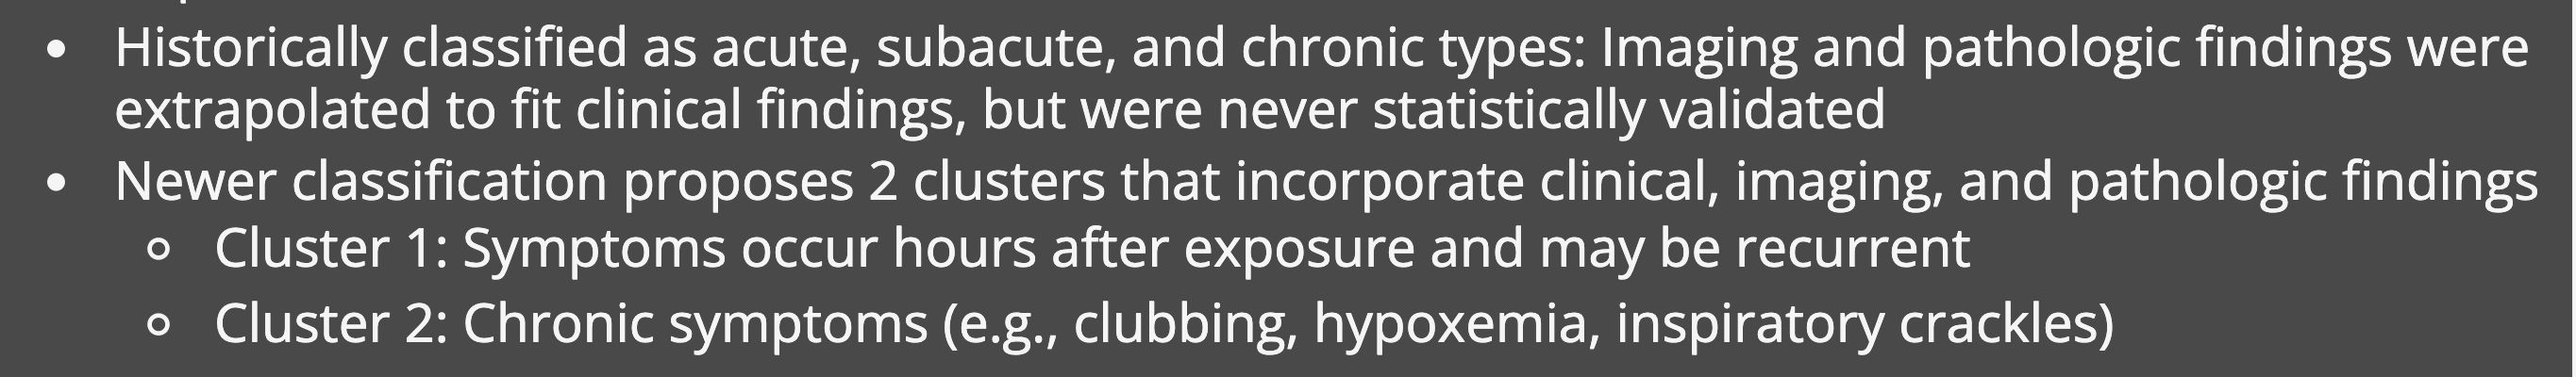 • Historically classified as acute, subacute, and chronic types: Imaging and pathologic findings were
extrapolated to fit clinical findings, but were never statistically validated
• Newer classification proposes 2 clusters that incorporate clinical, imaging, and pathologic findings
○ Cluster 1: Symptoms occur hours after exposure and may be recurrent
○ Cluster 2: Chronic symptoms (e.g., clubbing, hypoxemia, inspiratory crackles)